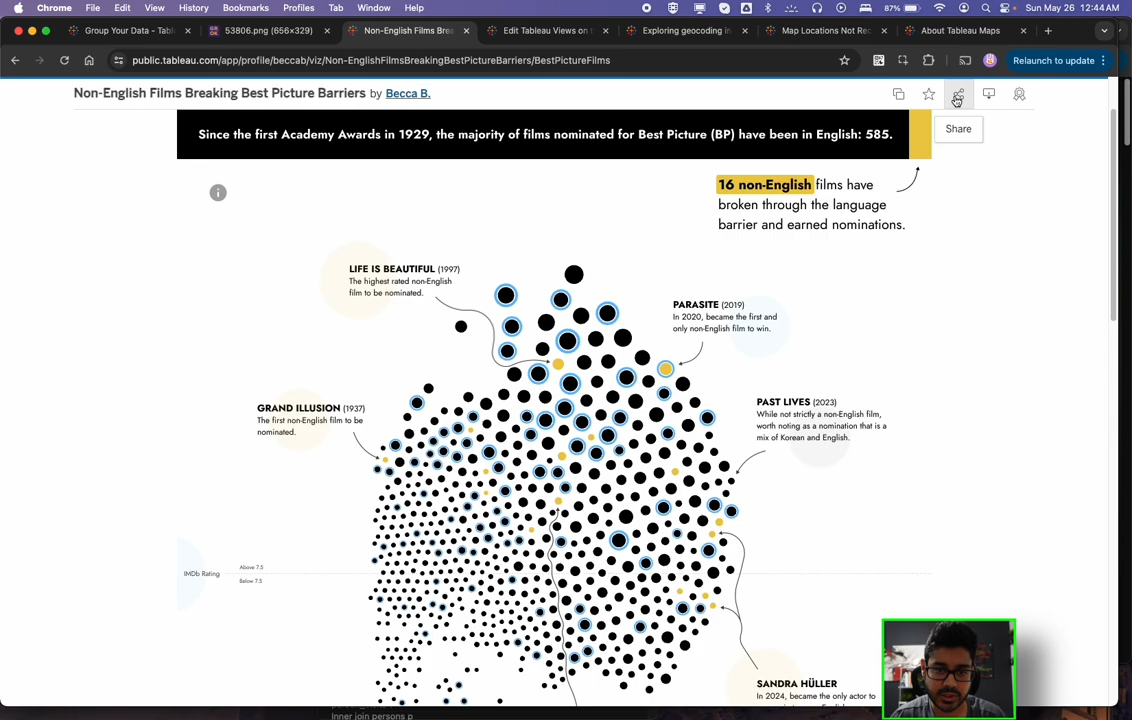 Chrome File Edit View History Bookmarks Profiles Tab Window Help 87% Sun May 26 12:44AM
Group Your Data - Tabl 53806.png (656×330) Non-English Films Brea Edit Tableau Views on t Exploring geocoding in Map Locations Not Rec About Tableau Maps
public.tableau.com/app/profile/beccab/viz/Non-EnglishFilmsBreakingBestPictureBarriers/BestPictureFilms Relaunch to update
Non-English Films Breaking Best Picture Barriers by Becca B.
Share
Since the first Academy Awards in 1929, the majority of films nominated for Best Picture (BP) have been in English: 585.
16 non-English films have
broken through the language
barrier and earned nominations.
LIFE IS BEAUTIFUL (1997)
The highest rated non-English
film to be nominated.
PARASITE (2019)
In 2020, became the first and
only non-English film to win.
GRAND ILLUSION (1937)
The first non-English film to be
nominated.
PAST LIVES (2023)
While not strictly a non-English film,
worth noting as a nomination that is a
mix of Korean and English.
IMDb Rating
Above 7.5
Below 7.5
SANDRA HÜLLER
In 2024, became the only actor to
Inner join persons p